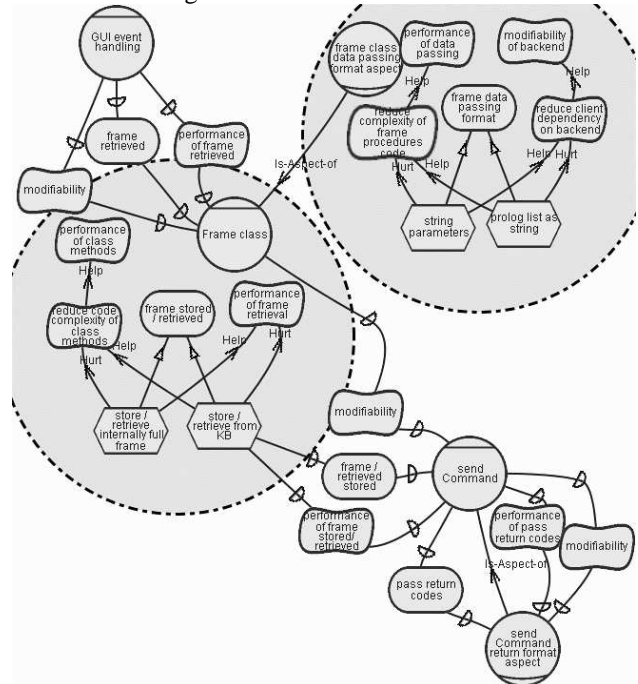 GUI event
handling
frame
retrieved
performance
of frame
retrieved
modifiability
Frame class
Is-Aspect-of
frame class
data passing
format aspect
performance
of data
passing
modifiability
of backend
Help
Help
reduce complexity of
frame
procedures
code
frame data
passing
format
reduce client
dependency
on backend
Hurt
Help
Help
Hurt
string
parameters
prolog list as
string
performance
of class
methods
Help
reduce code
complexity of
class
methods
frame stored
/ retrieved
performance
of frame
retrieval
Hurt
Help
Help
Hurt
store /
retrieve
internally full
frame
store /
retrieve from
KB
modifiability
frame /
retrieved
stored
performance
of frame
stored/
retrieved
send
Command
performance
of pass
return codes
modifiability
pass return
codes
Is-Aspect-of
send
Command
return format
aspect